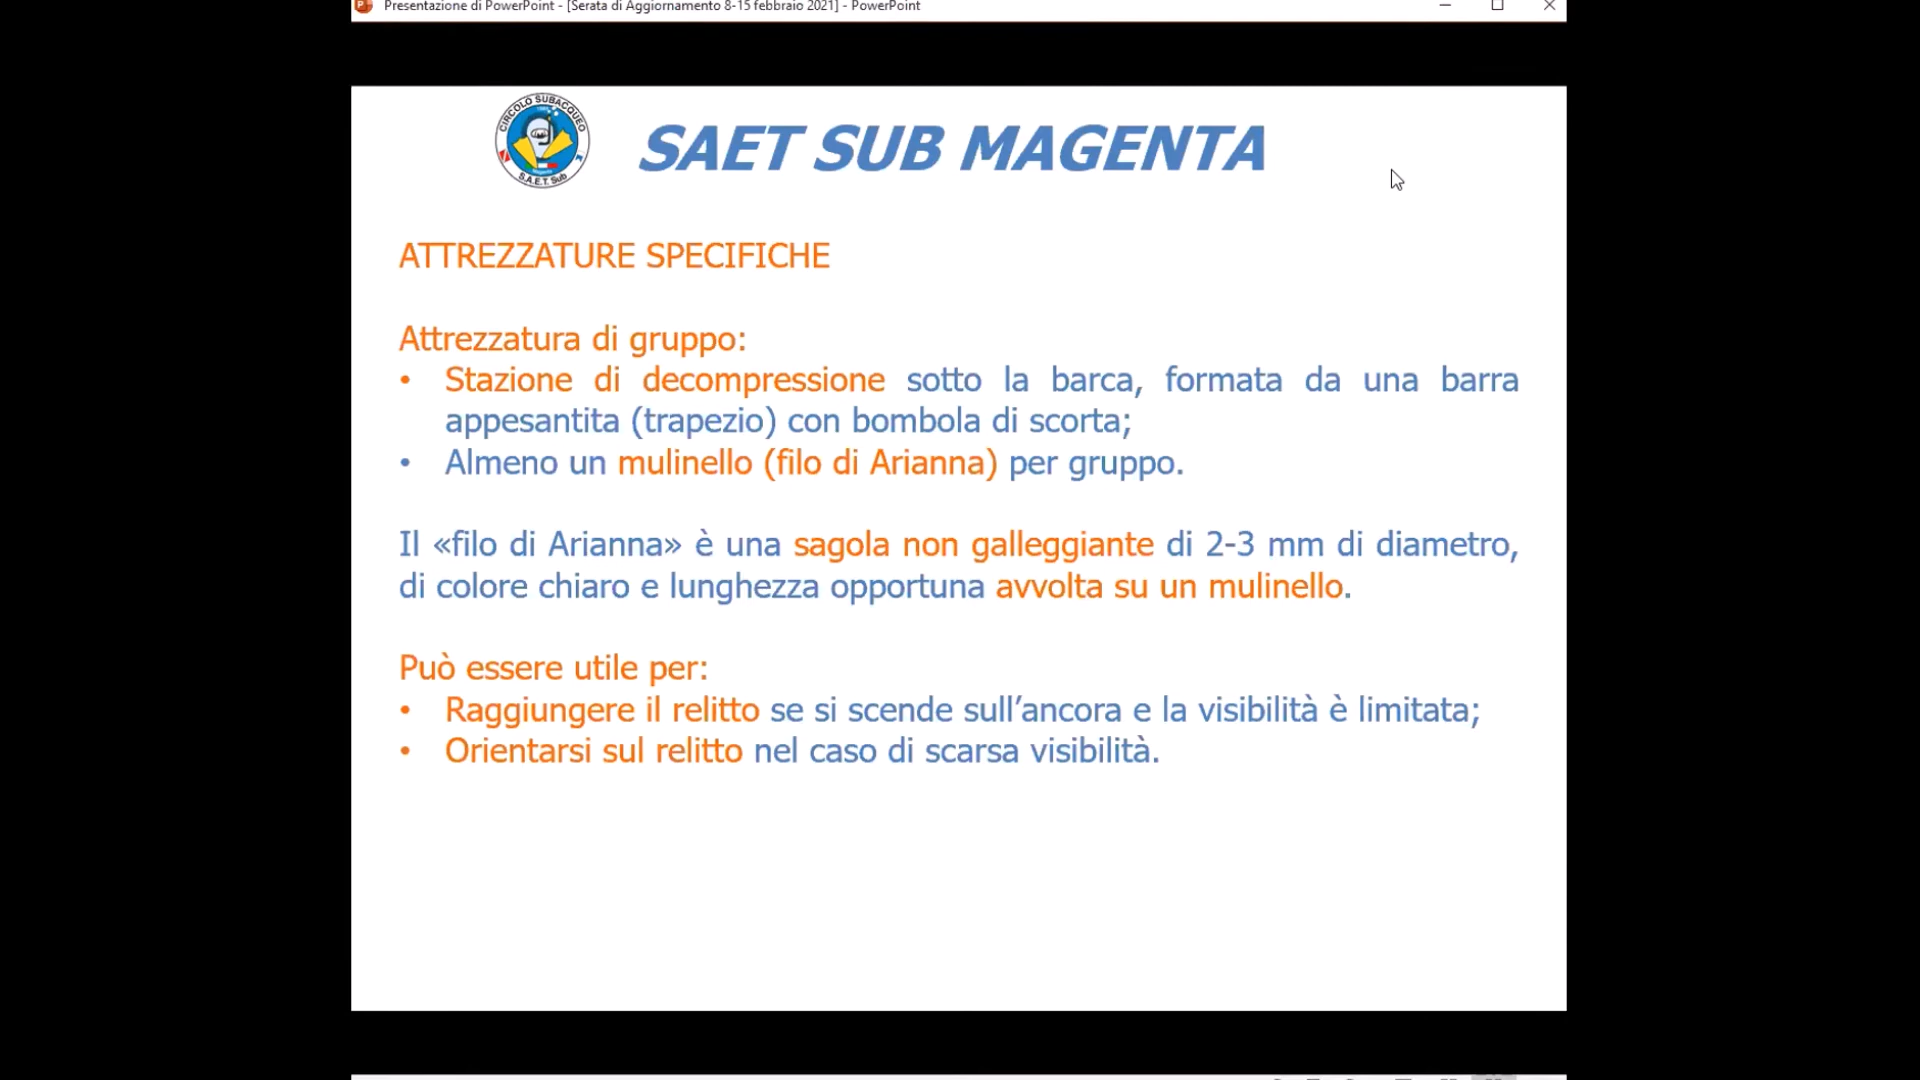 Presentazione di PowerPoint - [Serata di Aggiornamento 8-15 febbraio 2021] - PowerPoint
CIRCOLO SUBACQUEO
S.A.E.T. Sub
SAET SUB MAGENTA
ATTREZZATURE SPECIFICHE
Attrezzatura di gruppo:
• Stazione di decompressione sotto la barca, formata da una barra
appesantita (trapezio) con bombola di scorta;
• Almeno un mulinello (filo di Arianna) per gruppo.
Il «filo di Arianna» è una sagola non galleggiante di 2-3 mm di diametro,
di colore chiaro e lunghezza opportuna avvolta su un mulinello.
Può essere utile per:
• Raggiungere il relitto se si scende sull’ancora e la visibilità è limitata;
• Orientarsi sul relitto nel caso di scarsa visibilità.